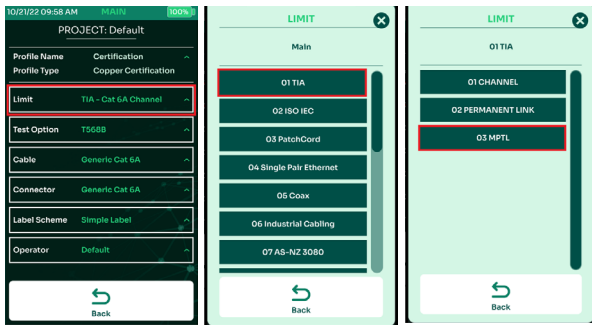 10/21/22 09:58 AM MAIN 100%
PROJECT: Default
Profile Name Certification
Profile Type Copper Certification
Limit TIA - Cat 6A Channel
Test Option T568B
Cable Generic Cat 6A
Connector Generic Cat 6A
Label Scheme Simple Label
Operator Default
Back
LIMIT
Main
01 TIA
02 ISO IEC
03 PatchCord
04 Single Pair Ethernet
05 Coax
06 Industrial Cabling
07 AS-NZ 3080
Back
LIMIT
01 TIA
01 CHANNEL
02 PERMANENT LINK
03 MPTL
Back